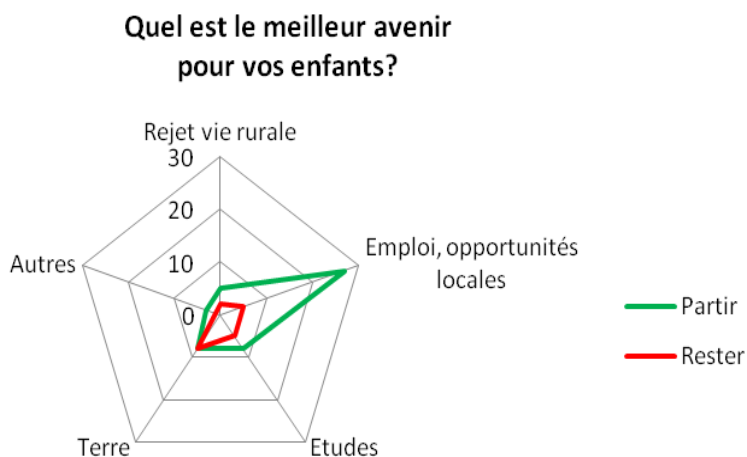 Quel est le meilleur avenir
pour vos enfants?
Rejet vie rurale
30
20
10
0
Emploi, opportunités
locales
Autres
Terre
Etudes
Partir
Rester